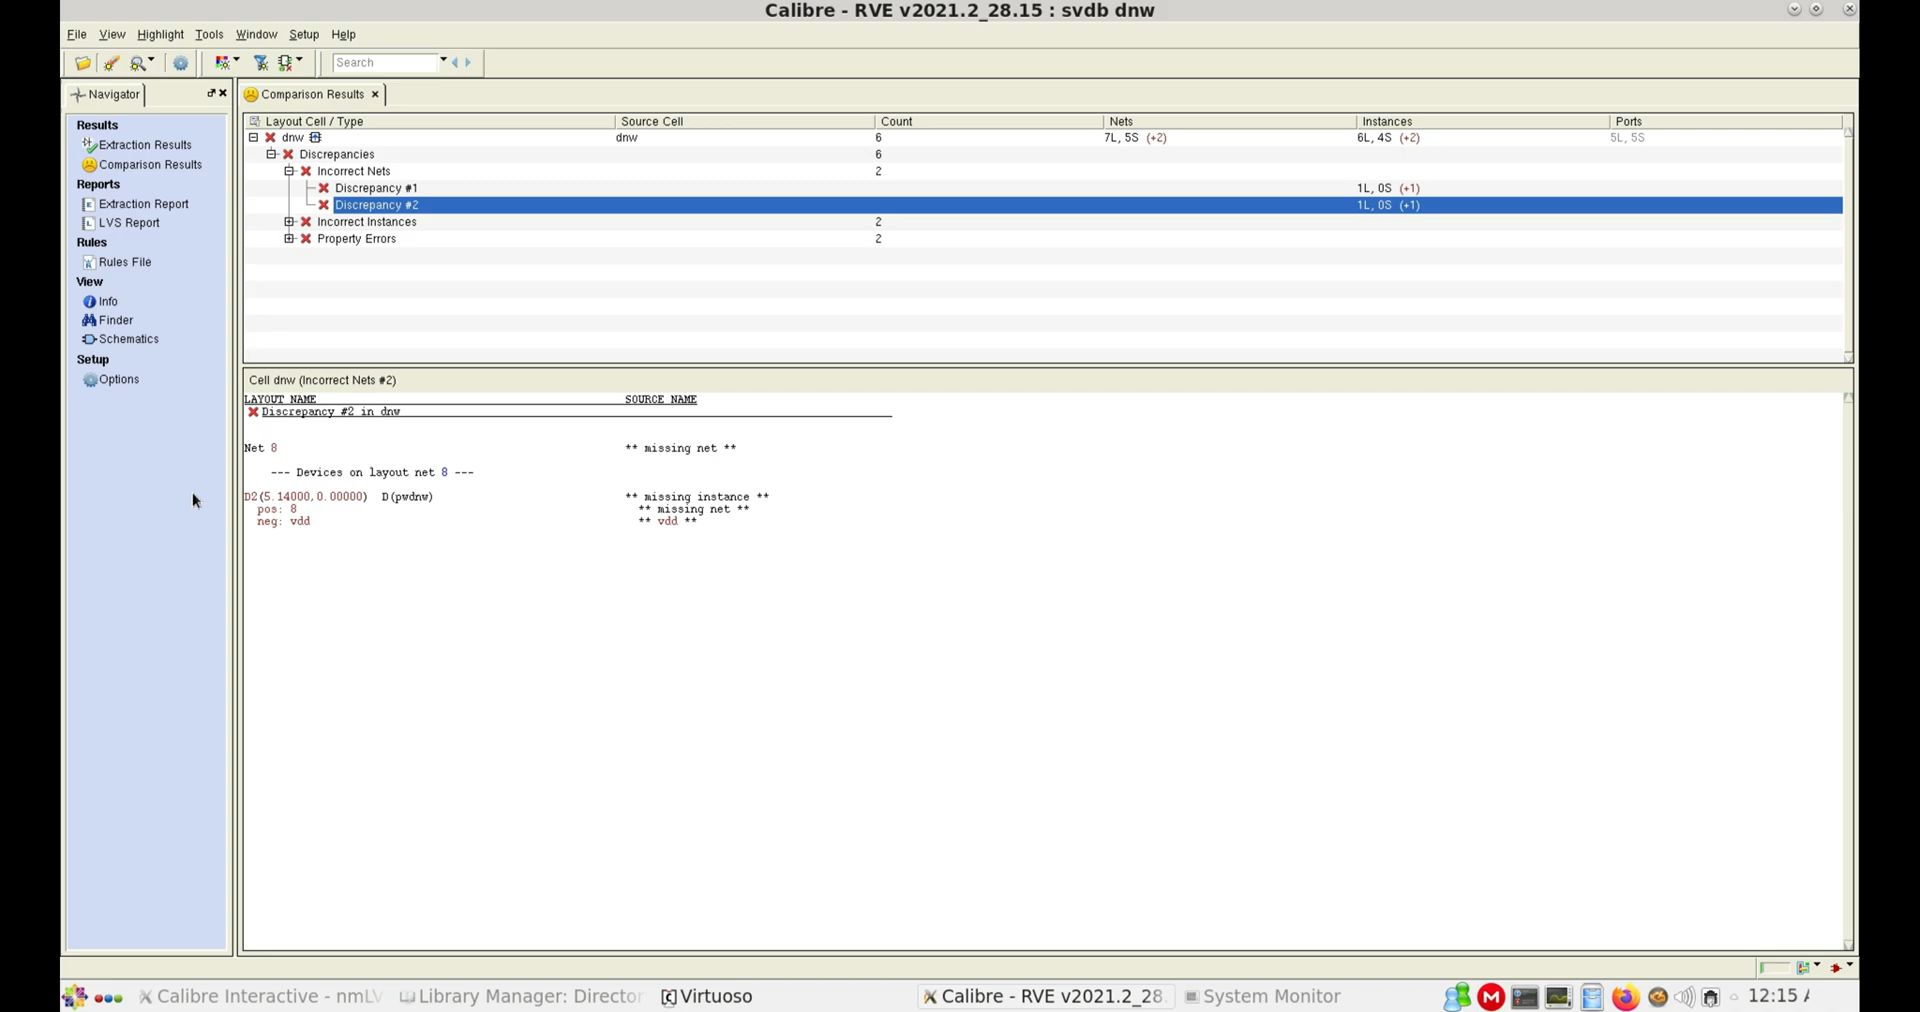 Calibre - RVE v2021.2_28.15 : svdb dnw
File View Highlight Tools Window Setup Help
Search
Navigator
Results
Extraction Results
Comparison Results
Reports
Extraction Report
LVS Report
Rules
Rules File
View
Info
Finder
Schematics
Setup
Options
Comparison Results
Layout Cell / Type Source Cell Count Nets Instances Ports
dnw dnw 6 7L, 5S (+2) 6L, 4S (+2) 5L, 5S
Discrepancies 6
Incorrect Nets 2
Discrepancy #1 1L, 0S (+1)
Discrepancy #2 1L, 0S (+1)
Incorrect Instances 2
Property Errors 2
Cell dnw (Incorrect Nets #2)
LAYOUT NAME SOURCE NAME
Discrepancy #2 in dnw
Net 8 ** missing net **
--- Devices on layout net 8 ---
D2(5.14000,0.00000) D(pwdnw) ** missing instance **
pos: 8 ** missing net **
neg: vdd ** vdd **
Calibre Interactive - nmLV Library Manager: Director Virtuoso Calibre - RVE v2021.2_28. System Monitor M 12:15 A